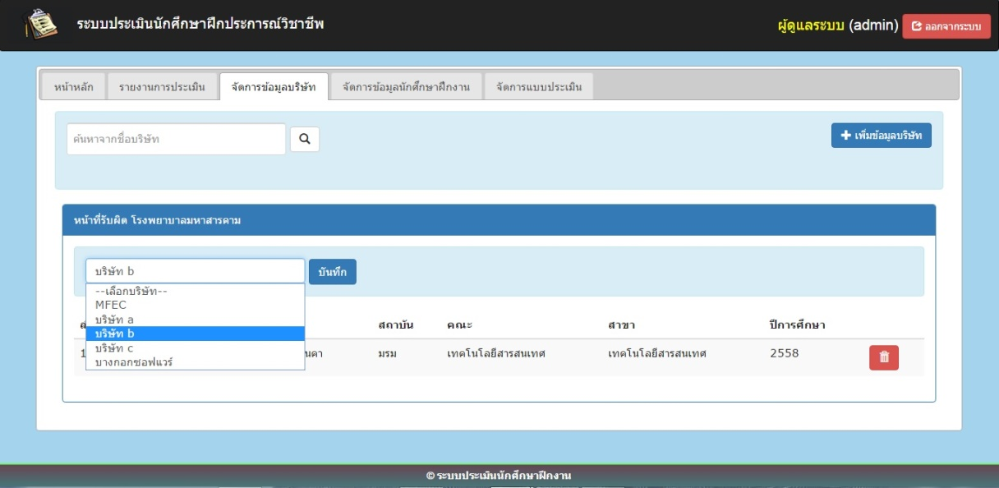 ระบบประเมินนักศึกษาฝึกประการณ์วิชาชีพ
ผู้ดูแลระบบ (admin) ออกจากระบบ
หน้าหลัก รายงานการประเมิน จัดการข้อมูลบริษัท จัดการข้อมูลนักศึกษาฝึกงาน จัดการแบบประเมิน
ค้นหาจากชื่อบริษัท
เพิ่มข้อมูลบริษัท
หน้าที่รับผิด โรงพยาบาลมหาสารคาม
บริษัท b บันทึก
--เลือกบริษัท--
MFEC
บริษัท a
บริษัท b
บริษัท c
บางกอกซอฟแวร์
สถาบัน คณะ สาขา ปีการศึกษา
1 นดา มรม เทคโนโลยีสารสนเทศ เทคโนโลยีสารสนเทศ 2558
© ระบบประเมินนักศึกษาฝึกงาน